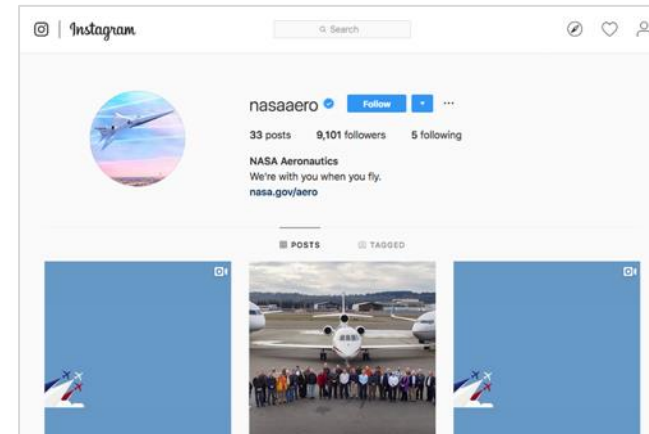 Instagram
Search
nasaaero Follow
33 posts 9,101 followers 5 following
NASA Aeronautics
We're with you when you fly.
nasa.gov/aero
POSTS TAGGED